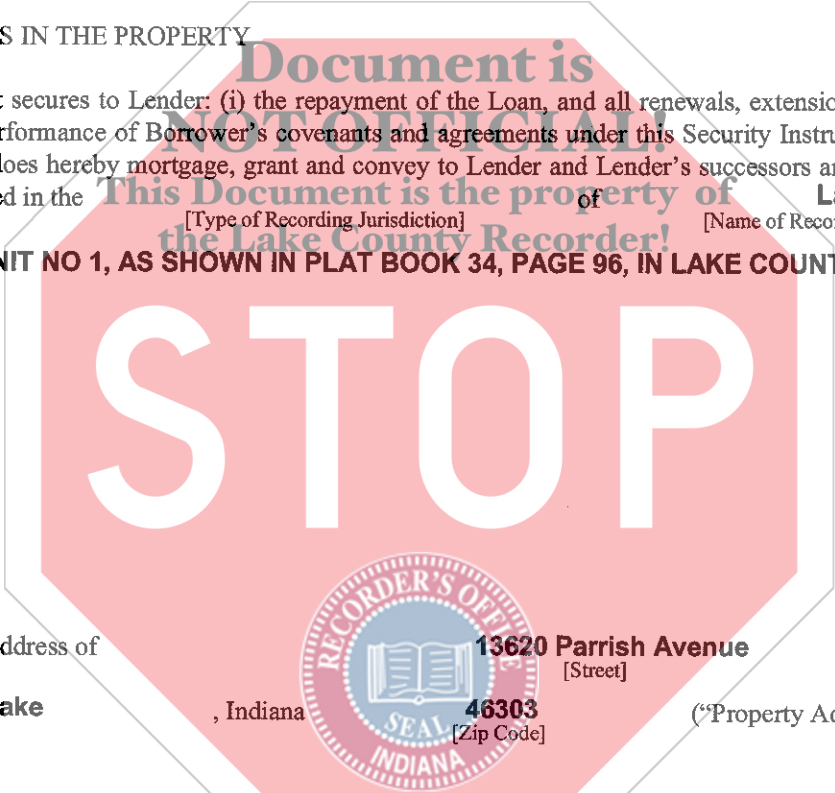 S IN THE PROPERTY
Document is
secures to Lender: (i) the repayment of the Loan, and all renewals, extensio
NOT OFFICIAL!
rformance of Borrower's covenants and agreements under this Security Instru
loes hereby mortgage, grant and convey to Lender and Lender's successors a
ed in the of La
This Document is the property of
[Type of Recording Jurisdiction] [Name of Recor
the Lake County Recorder!
NIT NO 1, AS SHOWN IN PLAT BOOK 34, PAGE 96, IN LAKE COUNT
STOP
RECORDER'S OFFICE
ddress of 13620 Parrish Avenue
[Street]
ake , Indiana 46303 ("Property Ad
SEAL
[Zip Code]
INDIANA